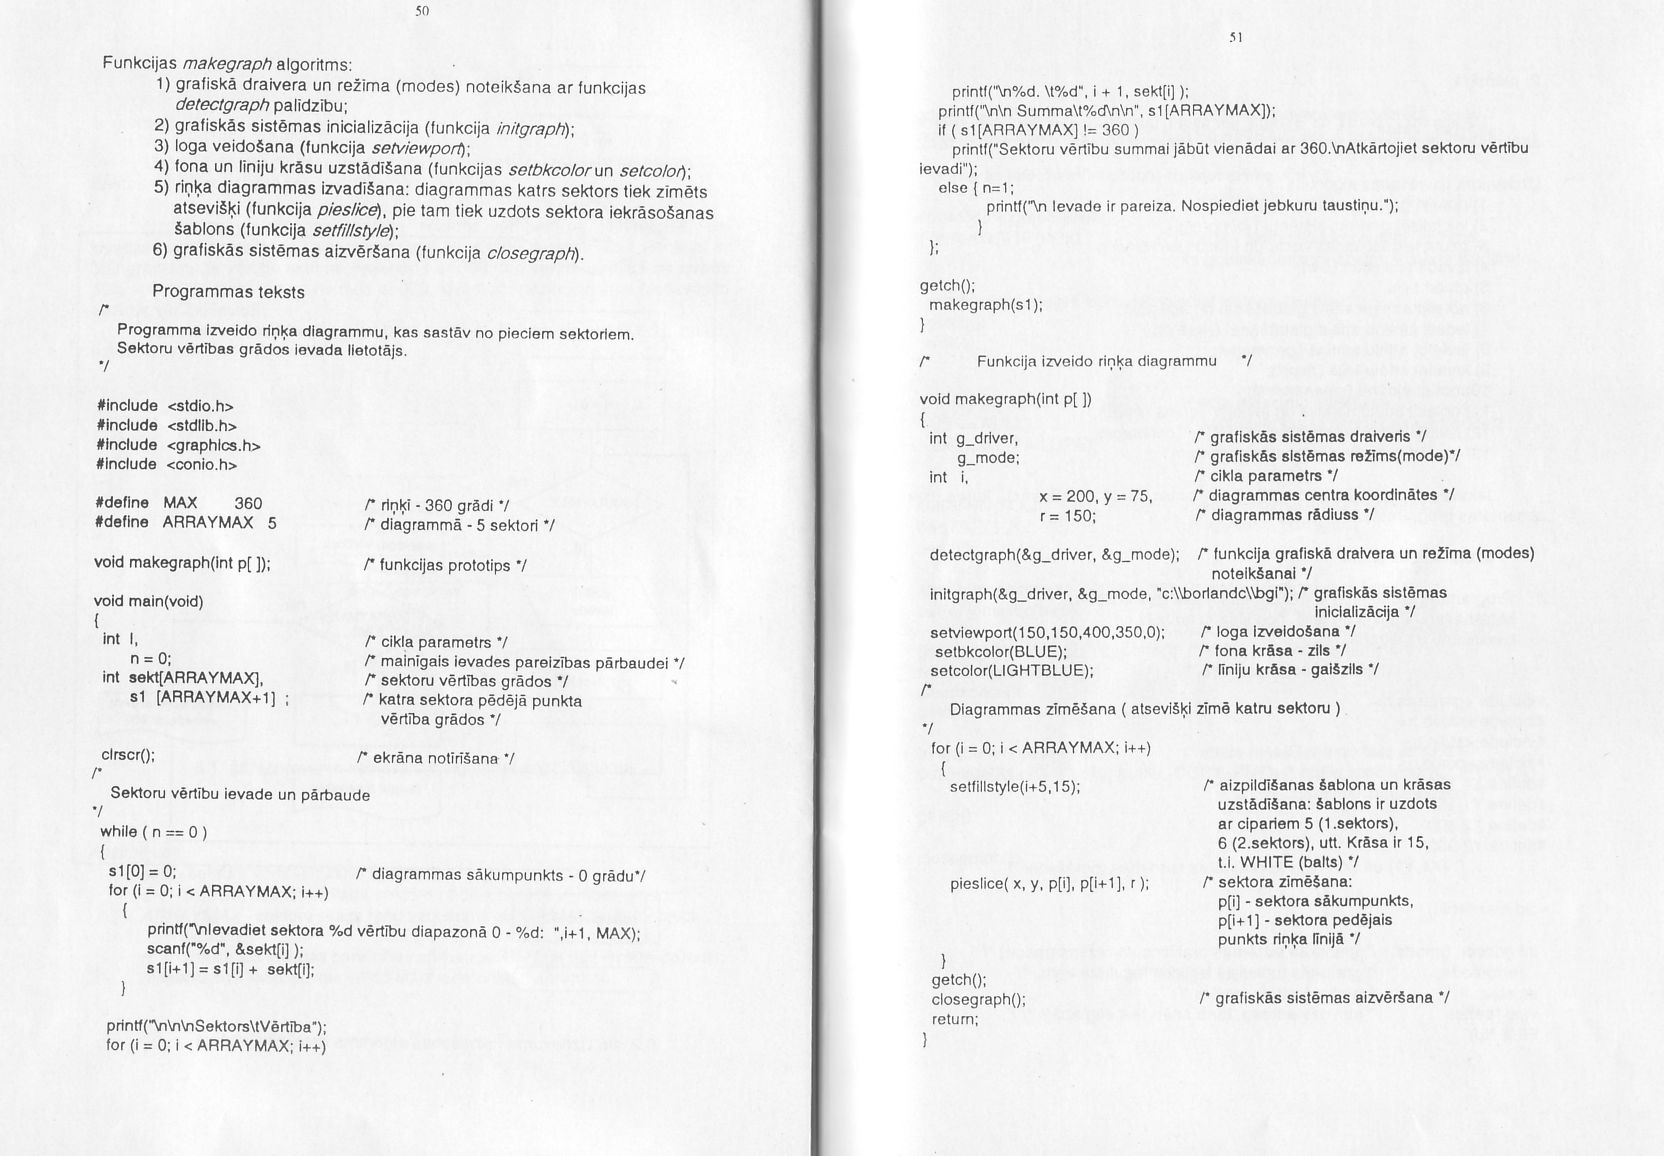 50
Funkcijas makegraph algoritms:
1) grafiskā draivera un režīma (modes) noteikšana ar funkcijas
detectgraph palīdzību;
2) grafiskās sistēmas inicializācija (funkcija initgraph);
3) loga veidošana (funkcija setviewport);
4) fona un līniju krāsu uzstādīšana (funkcijas setbkcolor un setcolor);
5) riņķa diagrammas izvadīšana: diagrammas katrs sektors tiek zīmēts
atsevišķi (funkcija pieslice), pie tam tiek uzdots sektora iekrāsošanas
šablons (funkcija setfillstyle);
6) grafiskās sistēmas aizvēršana (funkcija closegraph).
Programmas teksts
/*
Programma izveido riņķa diagrammu, kas sastāv no pieciem sektoriem.
Sektoru vērtības grādos ievada lietotājs.
*/
#include <stdio.h>
#include <stdlib.h>
#include <graphics.h>
#include <conio.h>
#define MAX 360 /* riņķī - 360 grādi */
#define ARRAYMAX 5 /* diagrammā - 5 sektori */
void makegraph(int p[ ]); /* funkcijas prototips */
void main(void)
{
int I, /* cikla parametrs */
n = 0; /* mainīgais ievades pareizības pārbaudei */
int sekt[ARRAYMAX], /* sektoru vērtības grādos */
s1 [ARRAYMAX+1] ; /* katra sektora pēdējā punkta
vērtība grādos */
clrscr(); /* ekrāna notīrīšana */
/*
Sektoru vērtību ievade un pārbaude
*/
while ( n == 0 )
{
s1[0] = 0; /* diagrammas sākumpunkts - 0 grādu*/
for (i = 0; i < ARRAYMAX; i++)
{
printf("\nIevadiet sektora %d vērtību diapazonā 0 - %d: ",i+1, MAX);
scanf("%d", &sekt[i] );
s1[i+1] = s1[i] + sekt[i];
}
printf("\n\n\nSektors\tVērtība");
for (i = 0; i < ARRAYMAX; i++)
51
printf("\n%d. \t%d", i + 1, sekt[i] );
printf("\n\n Summa\t%d\n\n", s1[ARRAYMAX]);
if ( s1[ARRAYMAX] != 360 )
printf("Sektoru vērtību summai jābūt vienādai ar 360.\nAtkārtojiet sektoru vērtību
ievadi");
else { n=1;
printf("\n Ievade ir pareiza. Nospiediet jebkuru taustiņu.");
}
};
getch();
makegraph(s1);
}
/* Funkcija izveido riņķa diagrammu */
void makegraph(int p[ ])
{
int g_driver, /* grafiskās sistēmas draiveris */
g_mode; /* grafiskās sistēmas režīms(mode)*/
int i, /* cikla parametrs */
x = 200, y = 75, /* diagrammas centra koordinātes */
r = 150; /* diagrammas rādiuss */
detectgraph(&g_driver, &g_mode); /* funkcija grafiskā draivera un režīma (modes)
noteikšanai */
initgraph(&g_driver, &g_mode, "c:\\borlandc\\bgi"); /* grafiskās sistēmas
inicializācija */
setviewport(150,150,400,350,0); /* loga izveidošana */
setbkcolor(BLUE); /* fona krāsa - zils */
setcolor(LIGHTBLUE); /* līniju krāsa - gaišzils */
/*
Diagrammas zīmēšana ( atsevišķi zīmē katru sektoru )
*/
for (i = 0; i < ARRAYMAX; i++)
{
setfillstyle(i+5,15); /* aizpildīšanas šablona un krāsas
uzstādīšana: šablons ir uzdots
ar cipariem 5 (1.sektors),
6 (2.sektors), utt. Krāsa ir 15,
t.i. WHITE (balts) */
pieslice( x, y, p[i], p[i+1], r ); /* sektora zīmēšana:
p[i] - sektora sākumpunkts,
p[i+1] - sektora pedējais
punkts riņķa līnijā */
}
getch();
closegraph(); /* grafiskās sistēmas aizvēršana */
return;
}